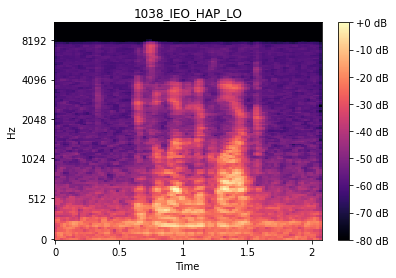 1038_IEO_HAP_LO
+0 dB
8192
-10 dB
4096
-20 dB
-30 dB
2048
Hz
-40 dB
1024
-50 dB
512
-60 dB
-70 dB
0
-80 dB
0
0.5
1
1.5
2
Time